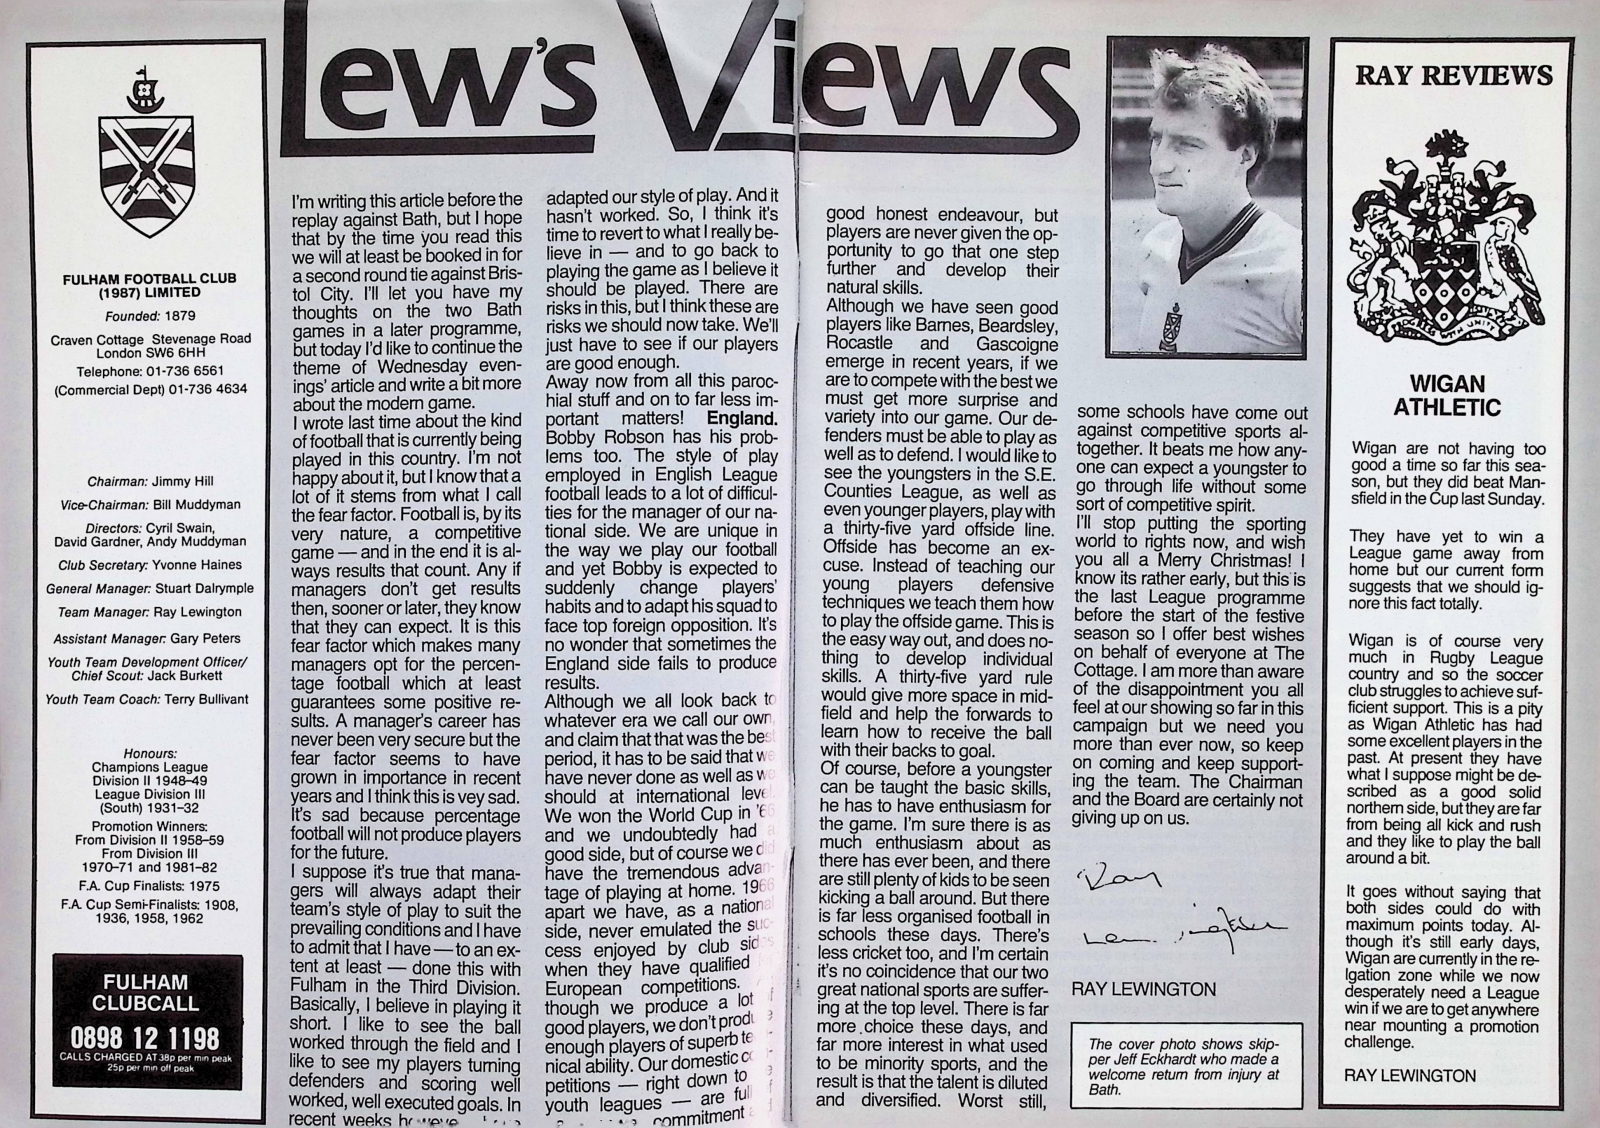 Lew's Views
FULHAM FOOTBALL CLUB
(1987) LIMITED
Founded: 1879
Craven Cottage Stevenage Road
London SW6 6HH
Telephone: 01-736 6561
(Commercial Dept) 01-736 4634
Chairman: Jimmy Hill
Vice-Chairman: Bill Muddyman
Directors: Cyril Swain,
David Gardner, Andy Muddyman
Club Secretary: Yvonne Haines
General Manager: Stuart Dalrymple
Team Manager: Ray Lewington
Assistant Manager: Gary Peters
Youth Team Development Officer/
Chief Scout: Jack Burkett
Youth Team Coach: Terry Bullivant
Honours:
Champions League
Division II 1948–49
League Division III
(South) 1931–32
Promotion Winners:
From Division II 1958–59
From Division III
1970–71 and 1981–82
F.A. Cup Finalists: 1975
F.A. Cup Semi-Finalists: 1908,
1936, 1958, 1962
FULHAM
CLUBCALL
0898 12 1198
CALLS CHARGED AT 38p per min peak
25p per min off peak
I'm writing this article before the
replay against Bath, but I hope
that by the time you read this
we will at least be booked in for
a second round tie against Bris-
tol City. I'll let you have my
thoughts on the two Bath
games in a later programme,
but today I'd like to continue the
theme of Wednesday even-
ings' article and write a bit more
about the modern game.
I wrote last time about the kind
of football that is currently being
played in this country. I'm not
happy about it, but I know that a
lot of it stems from what I call
the fear factor. Football is, by its
very nature, a competitive
game — and in the end it is al-
ways results that count. Any if
managers don't get results
then, sooner or later, they know
that they can expect. It is this
fear factor which makes many
managers opt for the percen-
tage football which at least
guarantees some positive re-
sults. A manager's career has
never been very secure but the
fear factor seems to have
grown in importance in recent
years and I think this is vey sad.
It's sad because percentage
football will not produce players
for the future.
I suppose it's true that mana-
gers will always adapt their
team's style of play to suit the
prevailing conditions and I have
to admit that I have — to an ex-
tent at least — done this with
Fulham in the Third Division.
Basically, I believe in playing it
short. I like to see the ball
worked through the field and I
like to see my players turning
defenders and scoring well
worked, well executed goals. In
recent weeks
adapted our style of play. And it
hasn't worked. So, I think it's
time to revert to what I really be-
lieve in — and to go back to
playing the game as I believe it
should be played. There are
risks in this, but I think these are
risks we should now take. We'll
just have to see if our players
are good enough.
Away now from all this paroc-
hial stuff and on to far less im-
portant matters! England.
Bobby Robson has his prob-
lems too. The style of play
employed in English League
football leads to a lot of difficul-
ties for the manager of our na-
tional side. We are unique in
the way we play our football
and yet Bobby is expected to
suddenly change players'
habits and to adapt his squad to
face top foreign opposition. It's
no wonder that sometimes the
England side fails to produce
results.
Although we all look back to
whatever era we call our own,
and claim that that was the best
period, it has to be said that we
have never done as well as we
should at international level.
We won the World Cup in '66
and we undoubtedly had a
good side, but of course we did
have the tremendous advan-
tage of playing at home. 1966
apart we have, as a national
side, never emulated the suc-
cess enjoyed by club sides
when they have qualified
European competitions.
though we produce a lot of
good players, we don't produce
enough players of superb te
nical ability. Our domestic co
petitions — right down to
youth leagues — are full
commitment
good honest endeavour, but
players are never given the op-
portunity to go that one step
further and develop their
natural skills.
Although we have seen good
players like Barnes, Beardsley,
Rocastle and Gascoigne
emerge in recent years, if we
are to compete with the best we
must get more surprise and
variety into our game. Our de-
fenders must be able to play as
well as to defend. I would like to
see the youngsters in the S.E.
Counties League, as well as
even younger players, play with
a thirty-five yard offside line.
Offside has become an ex-
cuse. Instead of teaching our
young players defensive
techniques we teach them how
to play the offside game. This is
the easy way out, and does no-
thing to develop individual
skills. A thirty-five yard rule
would give more space in mid-
field and help the forwards to
learn how to receive the ball
with their backs to goal.
Of course, before a youngster
can be taught the basic skills,
he has to have enthusiasm for
the game. I'm sure there is as
much enthusiasm about as
there has ever been, and there
are still plenty of kids to be seen
kicking a ball around. But there
is far less organised football in
schools these days. There's
less cricket too, and I'm certain
it's no coincidence that our two
great national sports are suffer-
ing at the top level. There is far
more choice these days, and
far more interest in what used
to be minority sports, and the
result is that the talent is diluted
and diversified. Worst still,
some schools have come out
against competitive sports al-
together. It beats me how any-
one can expect a youngster to
go through life without some
sort of competitive spirit.
I'll stop putting the sporting
world to rights now, and wish
you all a Merry Christmas! I
know its rather early, but this is
the last League programme
before the start of the festive
season so I offer best wishes
on behalf of everyone at The
Cottage. I am more than aware
of the disappointment you all
feel at our showing so far in this
campaign but we need you
more than ever now, so keep
on coming and keep support-
ing the team. The Chairman
and the Board are certainly not
giving up on us.
Ray
Lewington
RAY LEWINGTON
The cover photo shows skip-
per Jeff Eckhardt who made a
welcome return from injury at
Bath.
RAY REVIEWS
WIGAN
ATHLETIC
Wigan are not having too
good a time so far this sea-
son, but they did beat Man-
sfield in the Cup last Sunday.
They have yet to win a
League game away from
home but our current form
suggests that we should ig-
nore this fact totally.
Wigan is of course very
much in Rugby League
country and so the soccer
club struggles to achieve suf-
ficient support. This is a pity
as Wigan Athletic has had
some excellent players in the
past. At present they have
what I suppose might be de-
scribed as a good solid
northern side, but they are far
from being all kick and rush
and they like to play the ball
around a bit.
It goes without saying that
both sides could do with
maximum points today. Al-
though it's still early days,
Wigan are currently in the re-
lgation zone while we now
desperately need a League
win if we are to get anywhere
near mounting a promotion
challenge.
RAY LEWINGTON